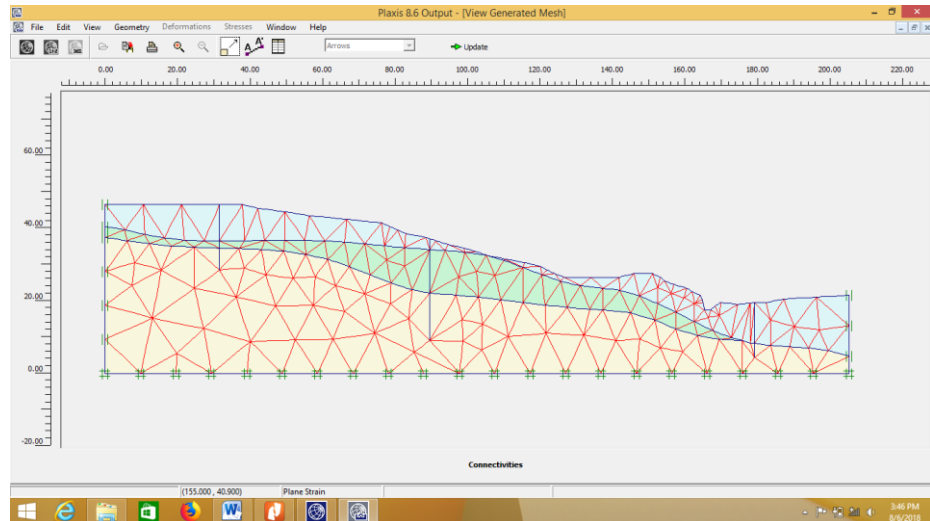 Plaxis 8.6 Output - [View Generated Mesh]
File Edit View Geometry Deformations Stresses Window Help
Arrows
Update
0.00 20.00 40.00 60.00 80.00 100.00 120.00 140.00 160.00 180.00 200.00 220.00
60.00
40.00
20.00
0.00
-20.00
Connectivities
(155.000 , 40.900) Plane Strain
3:46 PM
8/6/2018